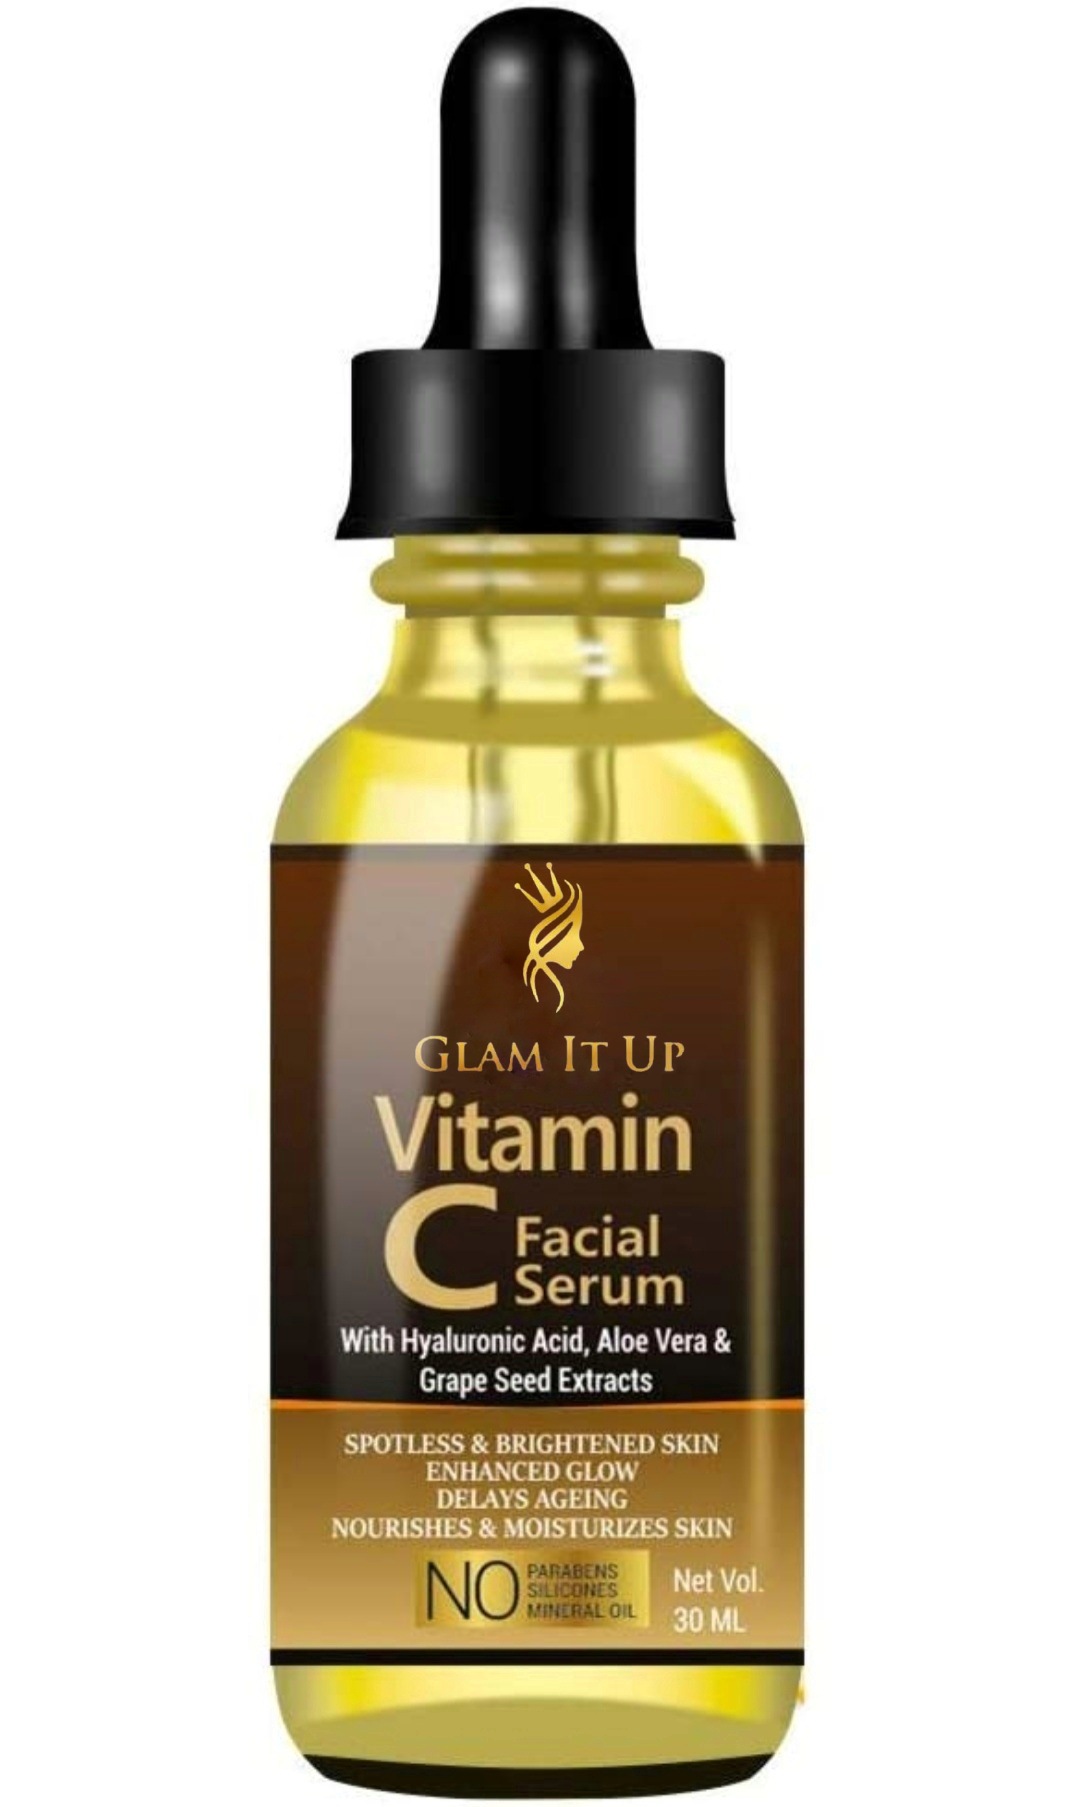 GLAM IT UP
Vitamin
C Facial
Serum
With Hyaluronic Acid, Aloe Vera &
Grape Seed Extracts
SPOTLESS & BRIGHTENED SKIN
ENHANCED GLOW
DELAYS AGEING
NOURISHES & MOISTURIZES SKIN
NO PARABENS
SILICONES
MINERAL OIL
Net Vol.
30 ML